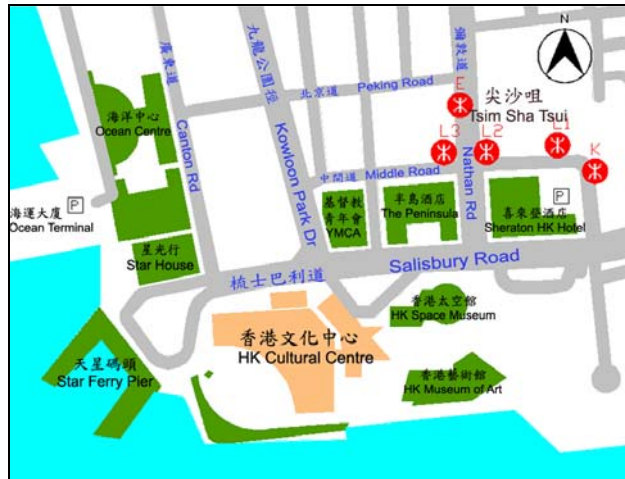 N
廣東道
Canton Rd
九龍公園徑
Kowloon Park Dr
彌敦道
Nathan Rd
北京道
Peking Road
E
尖沙咀
Tsim Sha Tsui
L3
L2
L1
K
海洋中心
Ocean Centre
中間道 Middle Road
P
海運大廈
Ocean Terminal
基督教
青年會
YMCA
半島酒店
The Peninsula
P
喜來登酒店
Sheraton HK Hotel
星光行
Star House
梳士巴利道
Salisbury Road
香港太空館
HK Space Museum
香港文化中心
HK Cultural Centre
天星碼頭
Star Ferry Pier
香港藝術館
HK Museum of Art